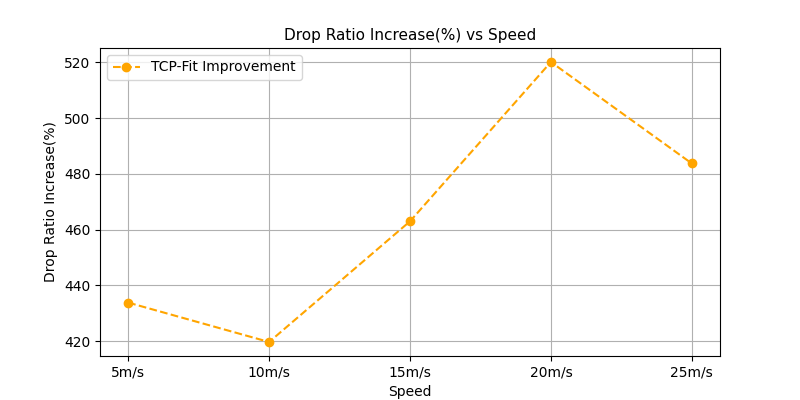 Drop Ratio Increase(%) vs Speed
TCP-Fit Improvement
Drop Ratio Increase(%)
520
500
480
460
440
420
5m/s 10m/s 15m/s 20m/s 25m/s
Speed